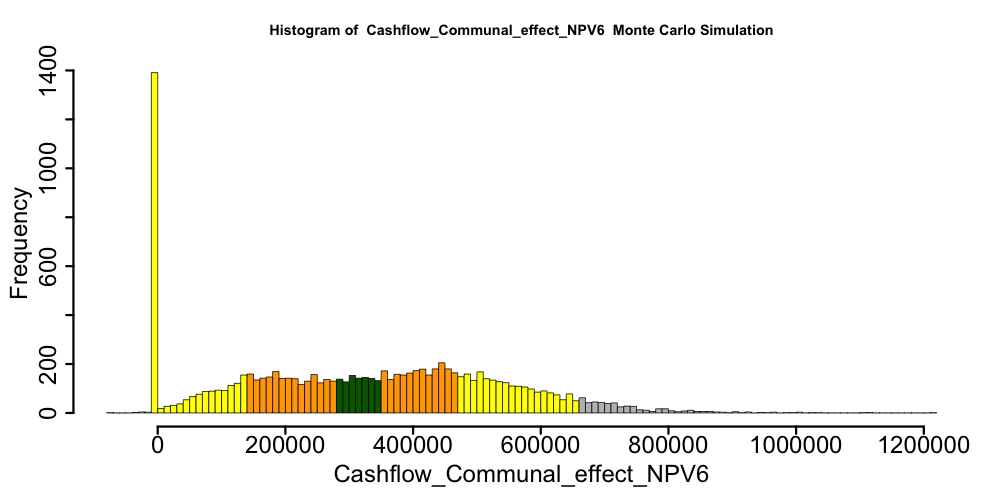 Histogram of  Cashflow_Communal_effect_NPV6  Monte Carlo Simulation
1400
1000
600
200
0
Frequency
0 200000 400000 600000 800000 1000000 1200000
Cashflow_Communal_effect_NPV6